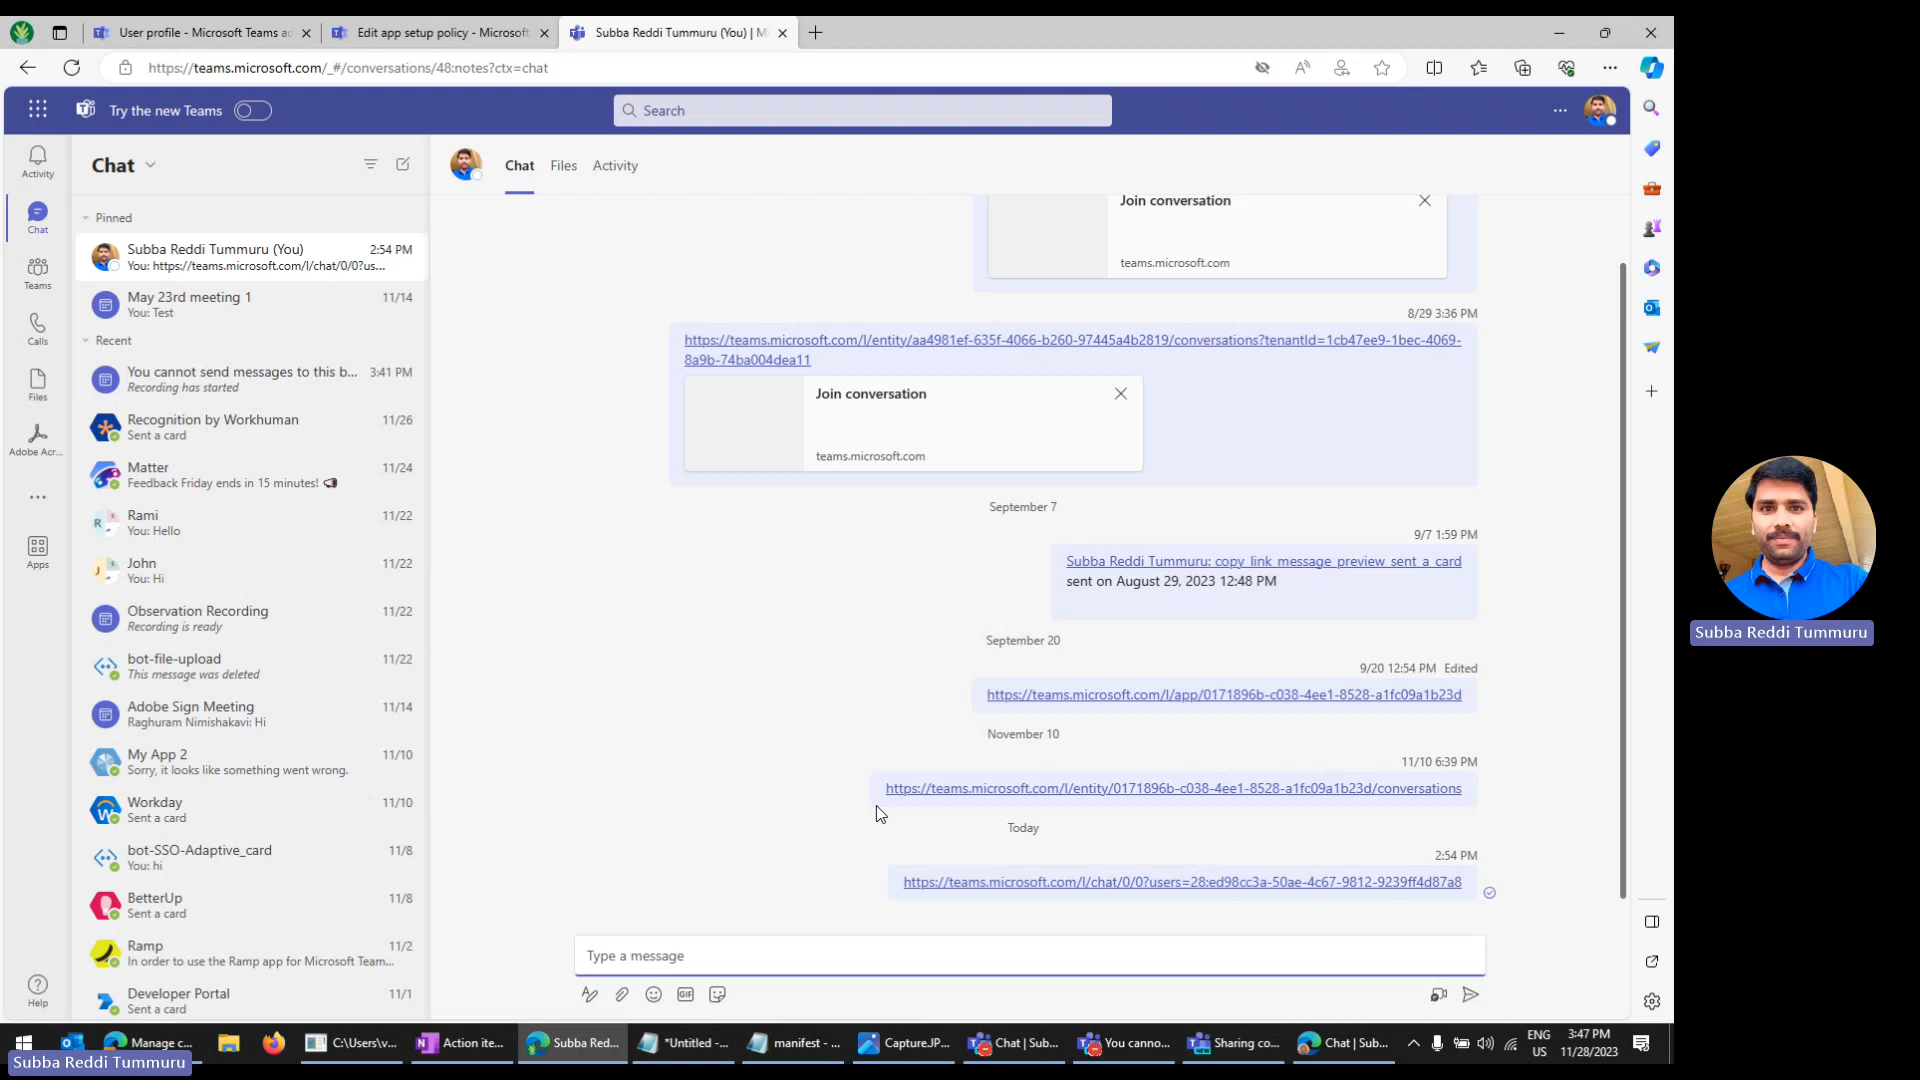 User profile - Microsoft Teams ac
Edit app setup policy - Microsoft
Subba Reddi Tummuru (You) | M
https://teams.microsoft.com/_#/conversations/48:notes?ctx=chat
Try the new Teams
Search
Activity
Chat
Teams
Calls
Files
Adobe Acr...
Apps
Help
Chat
Pinned
Subba Reddi Tummuru (You) 2:54 PM
You: https://teams.microsoft.com/l/chat/0/0?us...
May 23rd meeting 1 11/14
You: Test
Recent
You cannot send messages to this b... 3:41 PM
Recording has started
Recognition by Workhuman 11/26
Sent a card
Matter 11/24
Feedback Friday ends in 15 minutes!
R
Rami 11/22
You: Hello
J
John 11/22
You: Hi
Observation Recording 11/22
Recording is ready
bot-file-upload 11/22
This message was deleted
Adobe Sign Meeting 11/14
Raghuram Nimishakavi: Hi
My App 2 11/10
Sorry, it looks like something went wrong.
Workday 11/10
Sent a card
bot-SSO-Adaptive_card 11/8
You: hi
BetterUp 11/8
Sent a card
Ramp 11/2
In order to use the Ramp app for Microsoft Team...
Developer Portal 11/1
Sent a card
Chat Files Activity
Join conversation
teams.microsoft.com
8/29 3:36 PM
https://teams.microsoft.com/l/entity/aa4981ef-635f-4066-b260-97445a4b2819/conversations?tenantId=1cb47ee9-1bec-4069-
8a9b-74ba004dea11
Join conversation
teams.microsoft.com
September 7
9/7 1:59 PM
Subba Reddi Tummuru: copy link message preview sent a card
sent on August 29, 2023 12:48 PM
September 20
9/20 12:54 PM Edited
https://teams.microsoft.com/l/app/0171896b-c038-4ee1-8528-a1fc09a1b23d
November 10
11/10 6:39 PM
https://teams.microsoft.com/l/entity/0171896b-c038-4ee1-8528-a1fc09a1b23d/conversations
Today
2:54 PM
https://teams.microsoft.com/l/chat/0/0?users=28:ed98cc3a-50ae-4c67-9812-9239ff4d87a8
Type a message
GIF
Subba Reddi Tummuru
Manage c...
C:\Users\v...
Action ite...
Subba Red...
*Untitled -...
manifest - ...
Capture.JP...
Chat | Sub...
You canno...
Sharing co...
Chat | Sub...
ENG
US
3:47 PM
11/28/2023
Subba Reddi Tummuru